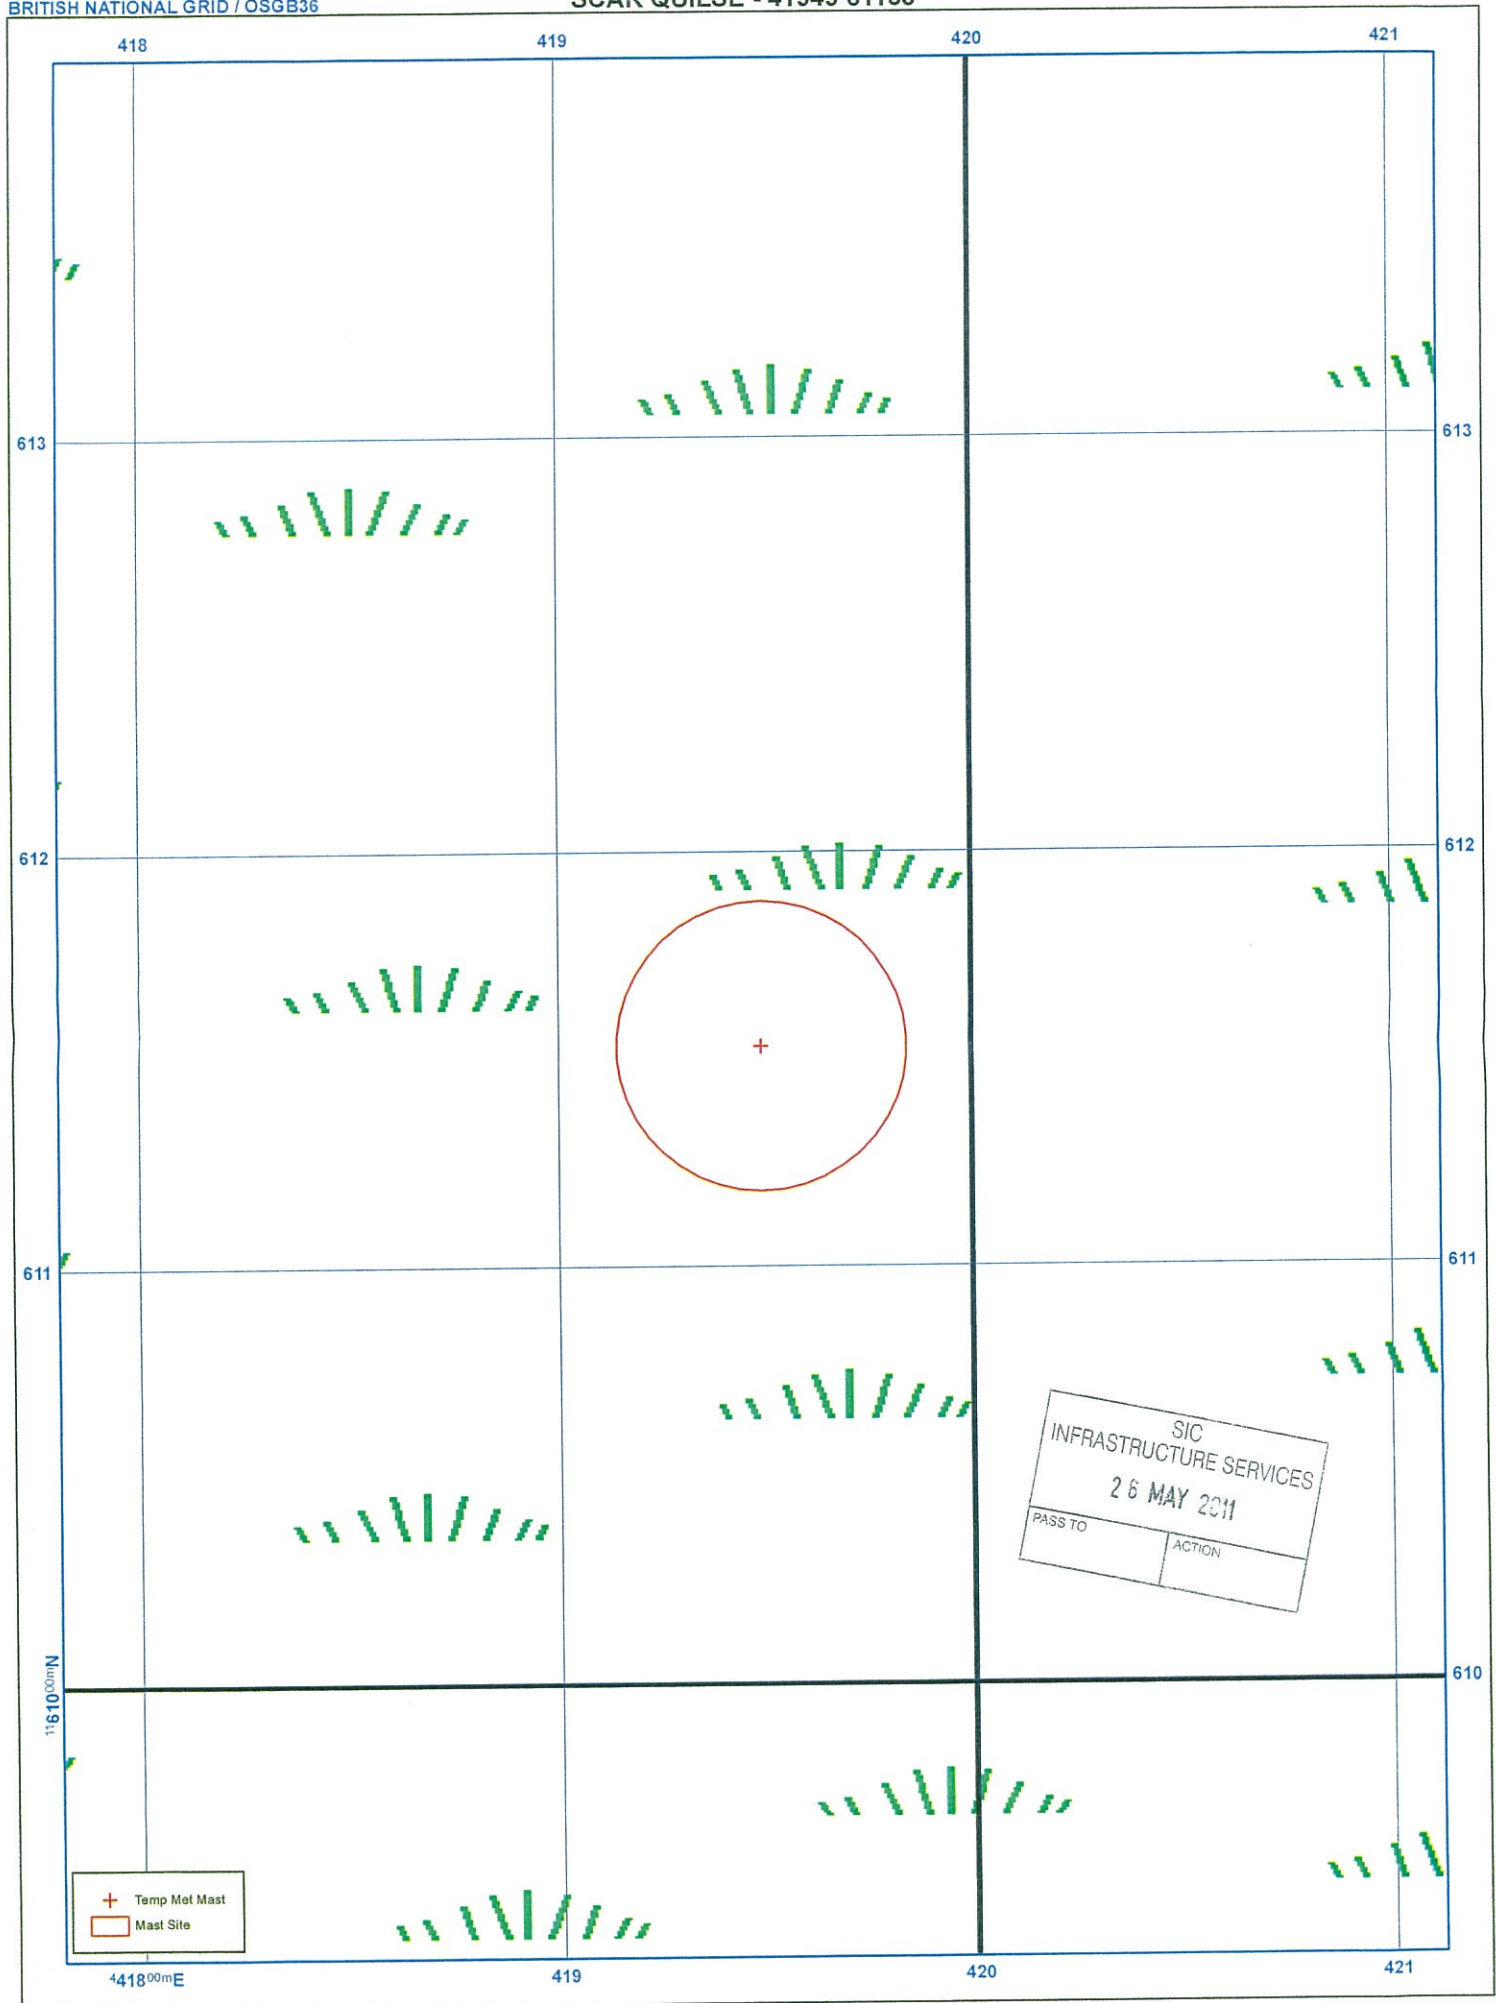 BRITISH NATIONAL GRID / OSGB36
418
419
420
421
613
613
612
612
611
611
SIC
INFRASTRUCTURE SERVICES
26 MAY 2011
PASS TO
ACTION
¹¹610⁰⁰mN
610
Temp Met Mast
Mast Site
⁴418⁰⁰mE
419
420
421